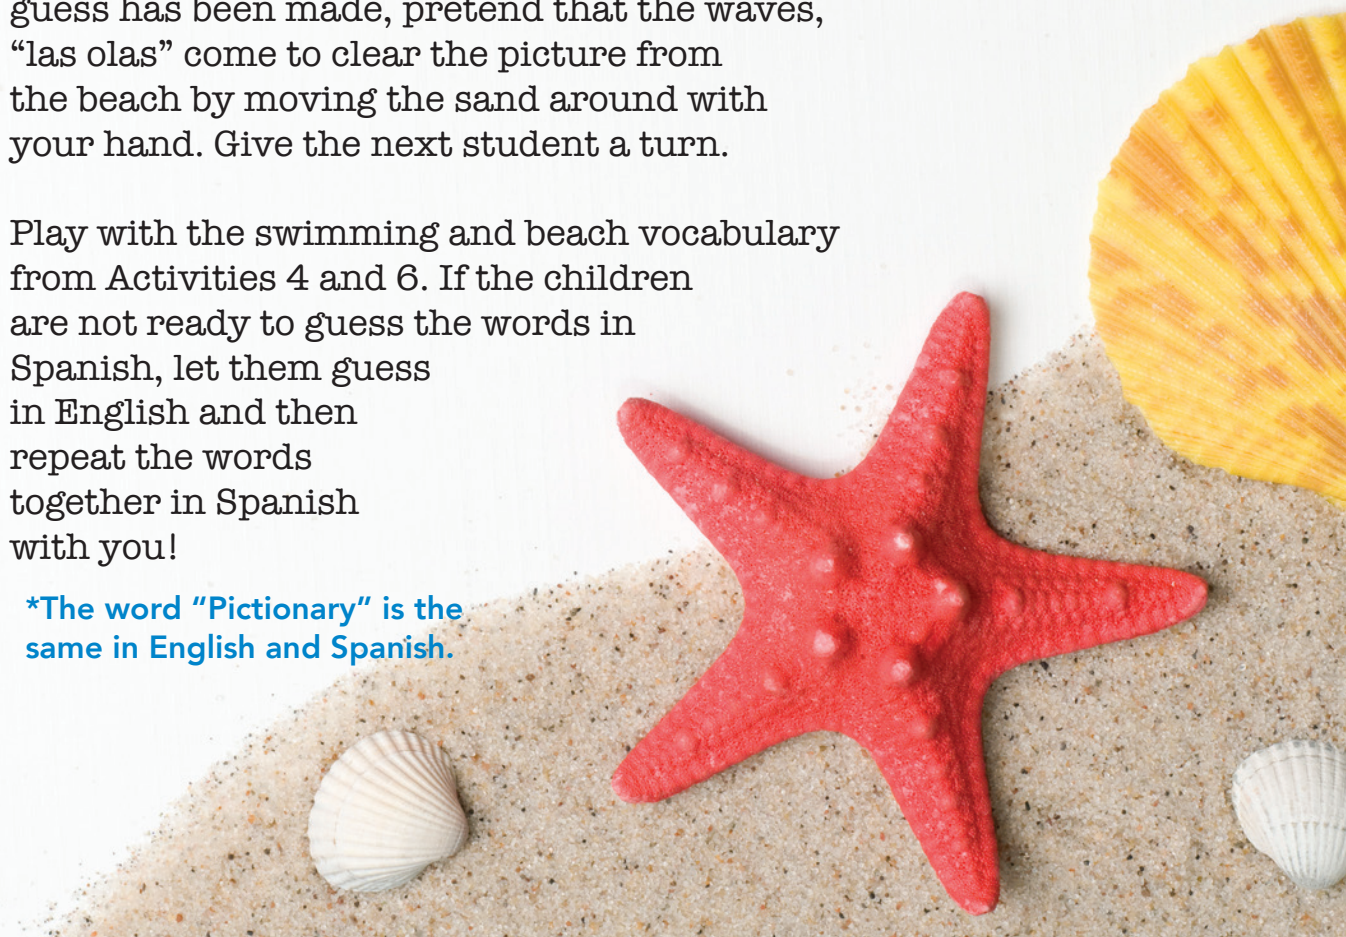 guess has been made, pretend that the waves,
“las olas” come to clear the picture from
the beach by moving the sand around with
your hand. Give the next student a turn.
Play with the swimming and beach vocabulary
from Activities 4 and 6. If the children
are not ready to guess the words in
Spanish, let them guess
in English and then
repeat the words
together in Spanish
with you!
*The word “Pictionary” is the
same in English and Spanish.